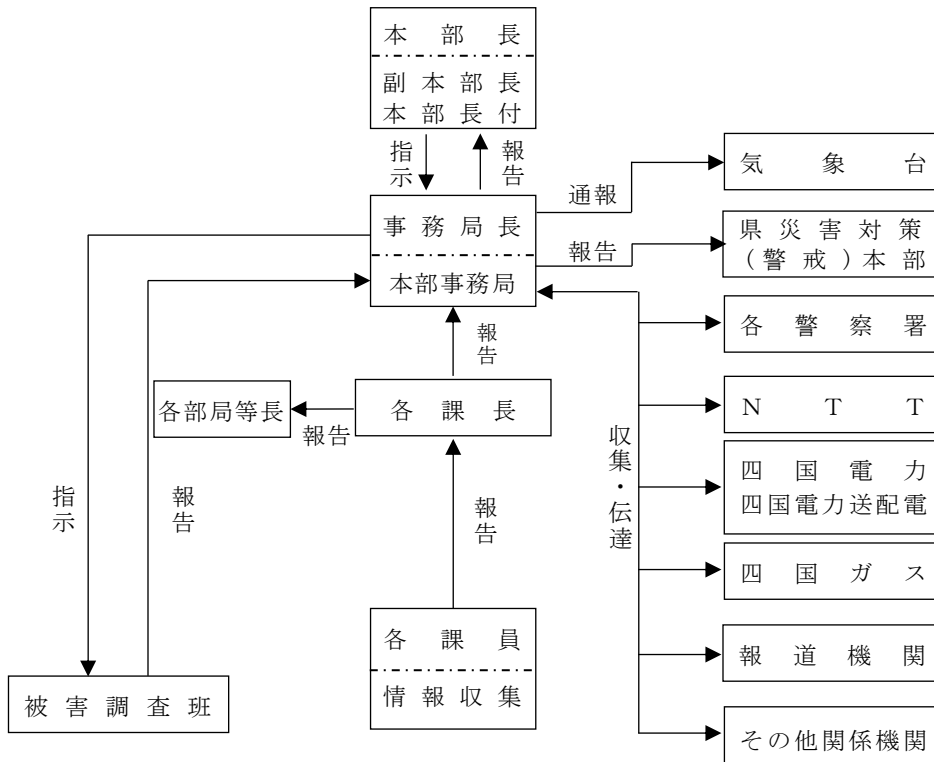 本部長
副本部長
本部長付
指示
報告
気象台
通報
事務局長
県災害対策
(警戒)本部
報告
本部事務局
各警察署
報告
各部局等長
各課長
NTT
報告
収集・伝達
四国電力
四国電力送配電
指示
報告
報告
四国ガス
各課員
報道機関
情報収集
被害調査班
その他関係機関